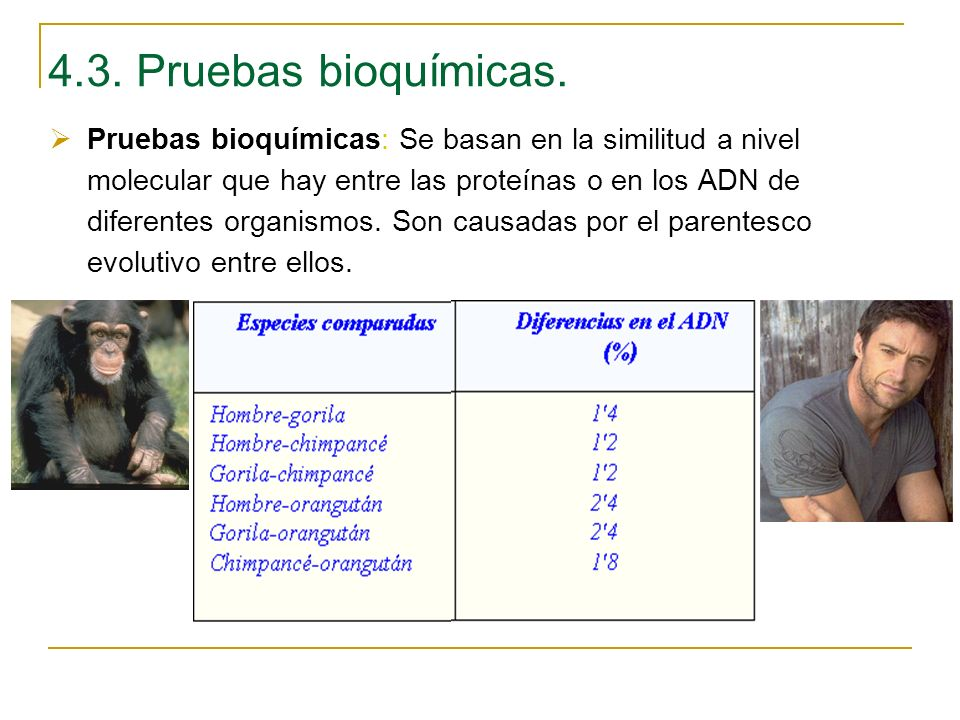 4.3. Pruebas bioquímicas.
Pruebas bioquímicas: Se basan en la similitud a nivel
molecular que hay entre las proteínas o en los ADN de
diferentes organismos. Son causadas por el parentesco
evolutivo entre ellos.
Especies comparadas Diferencias en el ADN
(%)
Hombre-gorila 1'4
Hombre-chimpancé 1'2
Gorila-chimpancé 1'2
Hombre-orangután 2'4
Gorila-orangután 2'4
Chimpancé-orangután 1'8